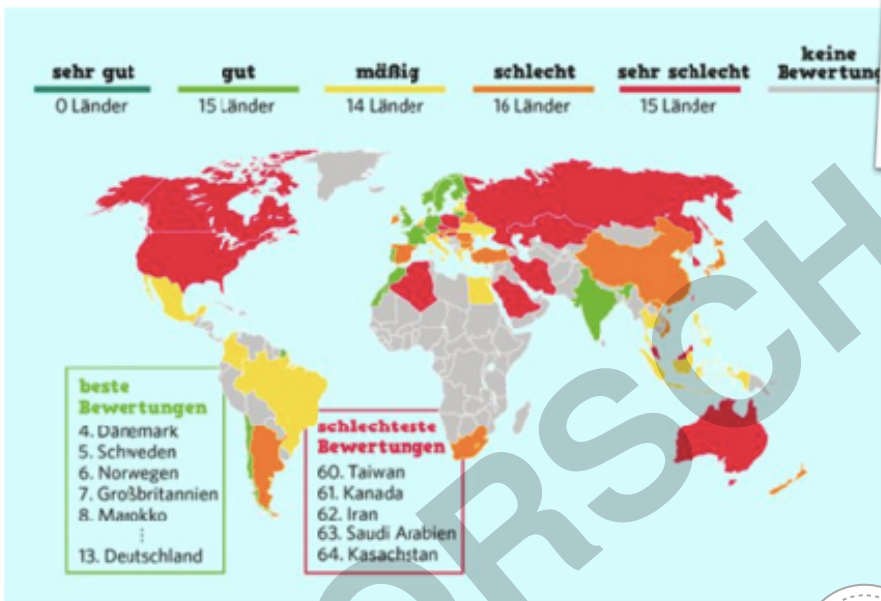 sehr gut
0 Länder
gut
15 Länder
mäßig
14 Länder
schlecht
16 Länder
sehr schlecht
15 Länder
keine
Bewertung
beste
Bewertungen
4. Dänemark
5. Schweden
6. Norwegen
7. Großbritannien
8. Marokko
⋮
13. Deutschland
schlechteste
Bewertungen
60. Taiwan
61. Kanada
62. Iran
63. Saudi Arabien
64. Kasachstan
ORSCH